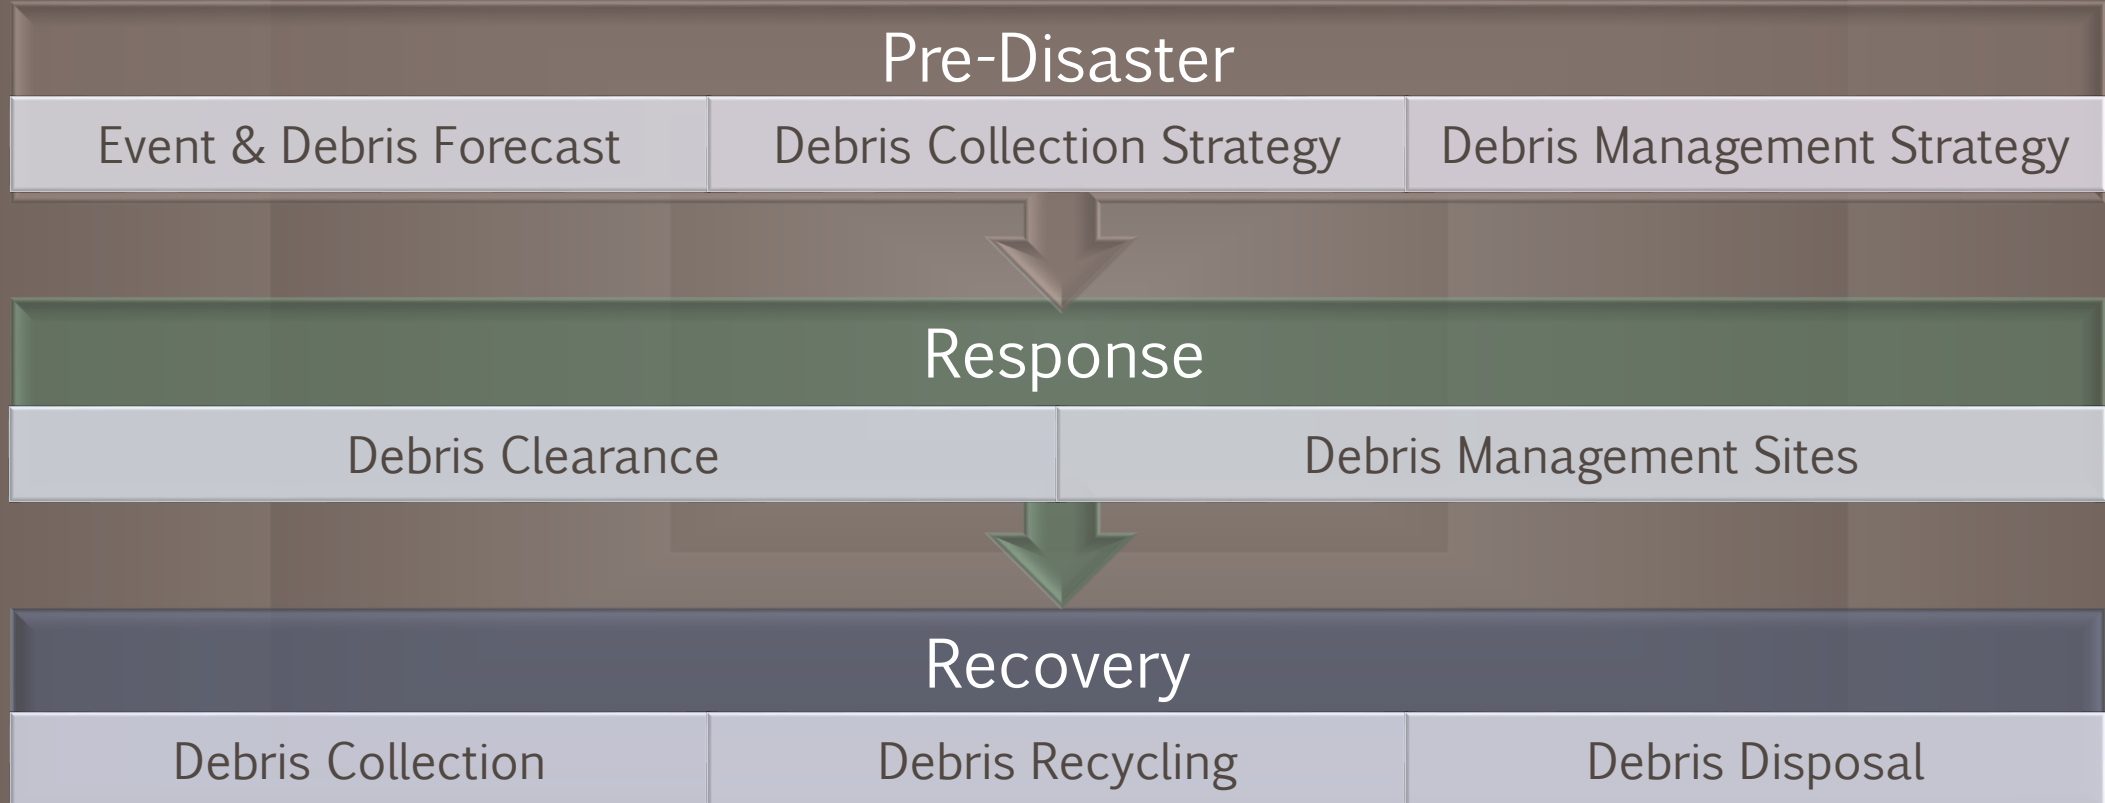 Pre-Disaster
Event & Debris Forecast
Debris Collection Strategy
Debris Management Strategy
Response
Debris Clearance
Debris Management Sites
Recovery
Debris Collection
Debris Recycling
Debris Disposal